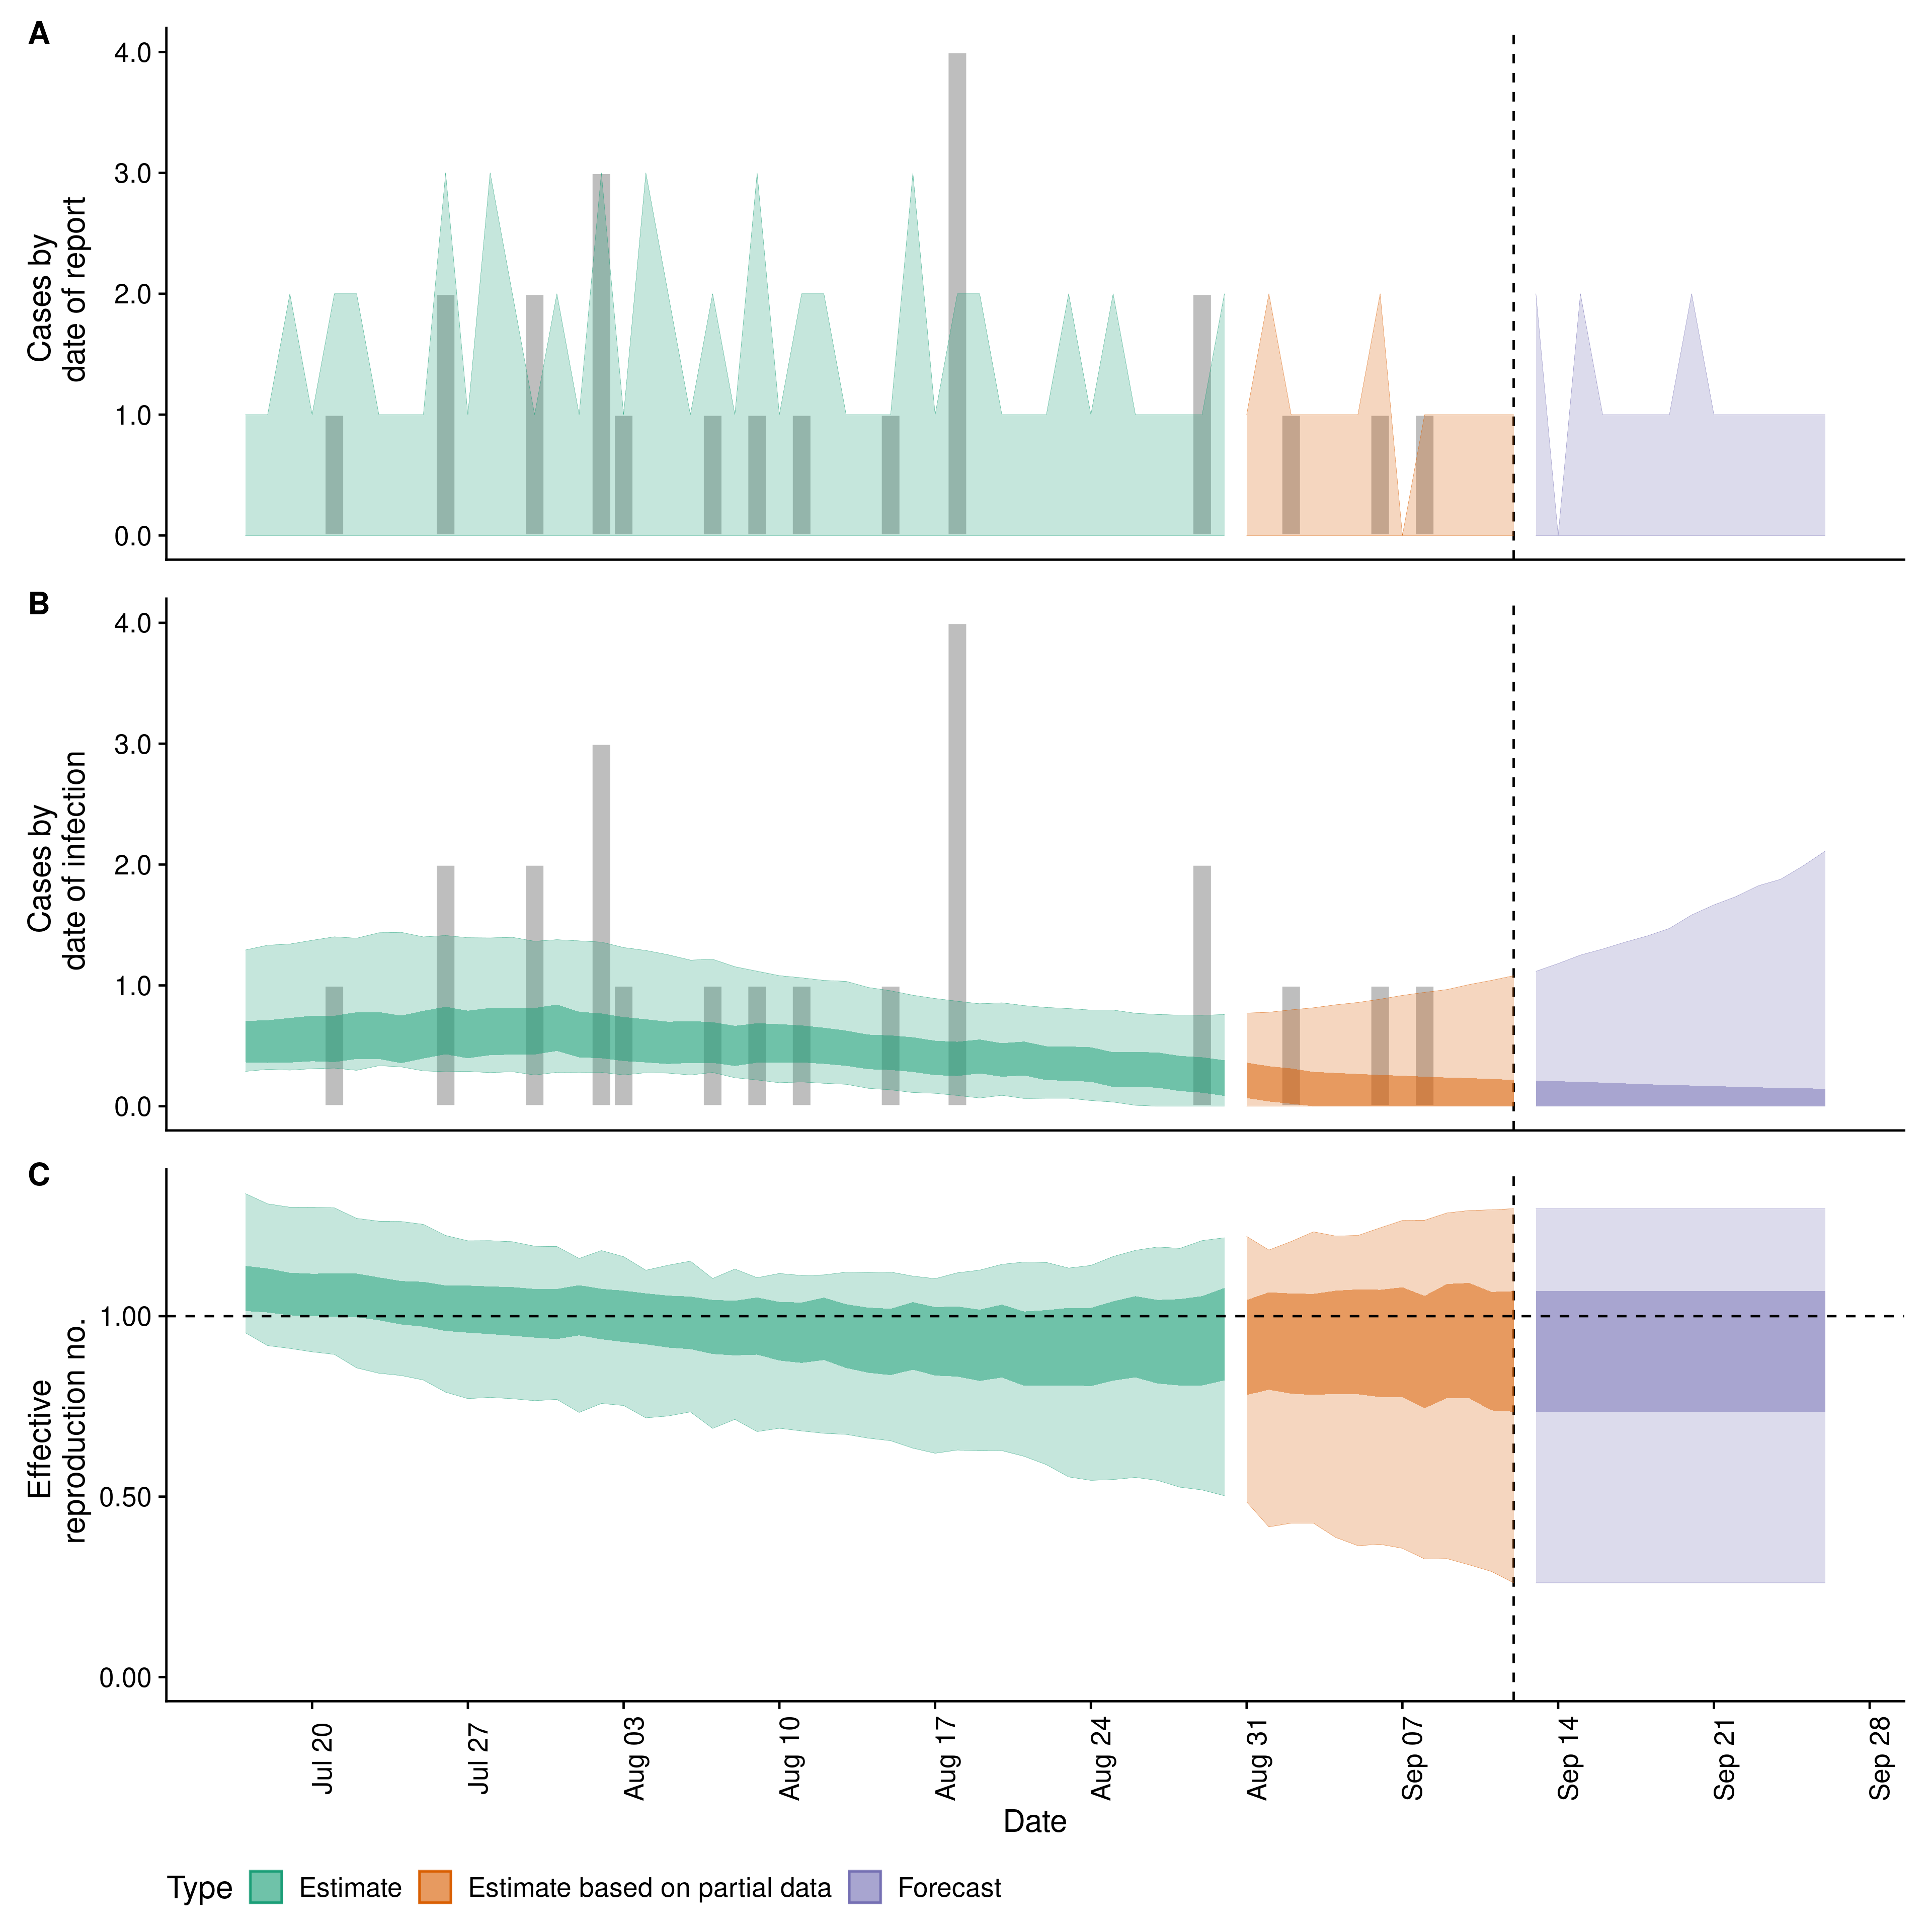 A
Cases by
date of report
4.0
3.0
2.0
1.0
0.0
B
Cases by
date of infection
4.0
3.0
2.0
1.0
0.0
C
Effective
reproduction no.
1.00
0.50
0.00
Jul 20
Jul 27
Aug 03
Aug 10
Aug 17
Aug 24
Aug 31
Sep 07
Sep 14
Sep 21
Sep 28
Date
Type Estimate Estimate based on partial data Forecast